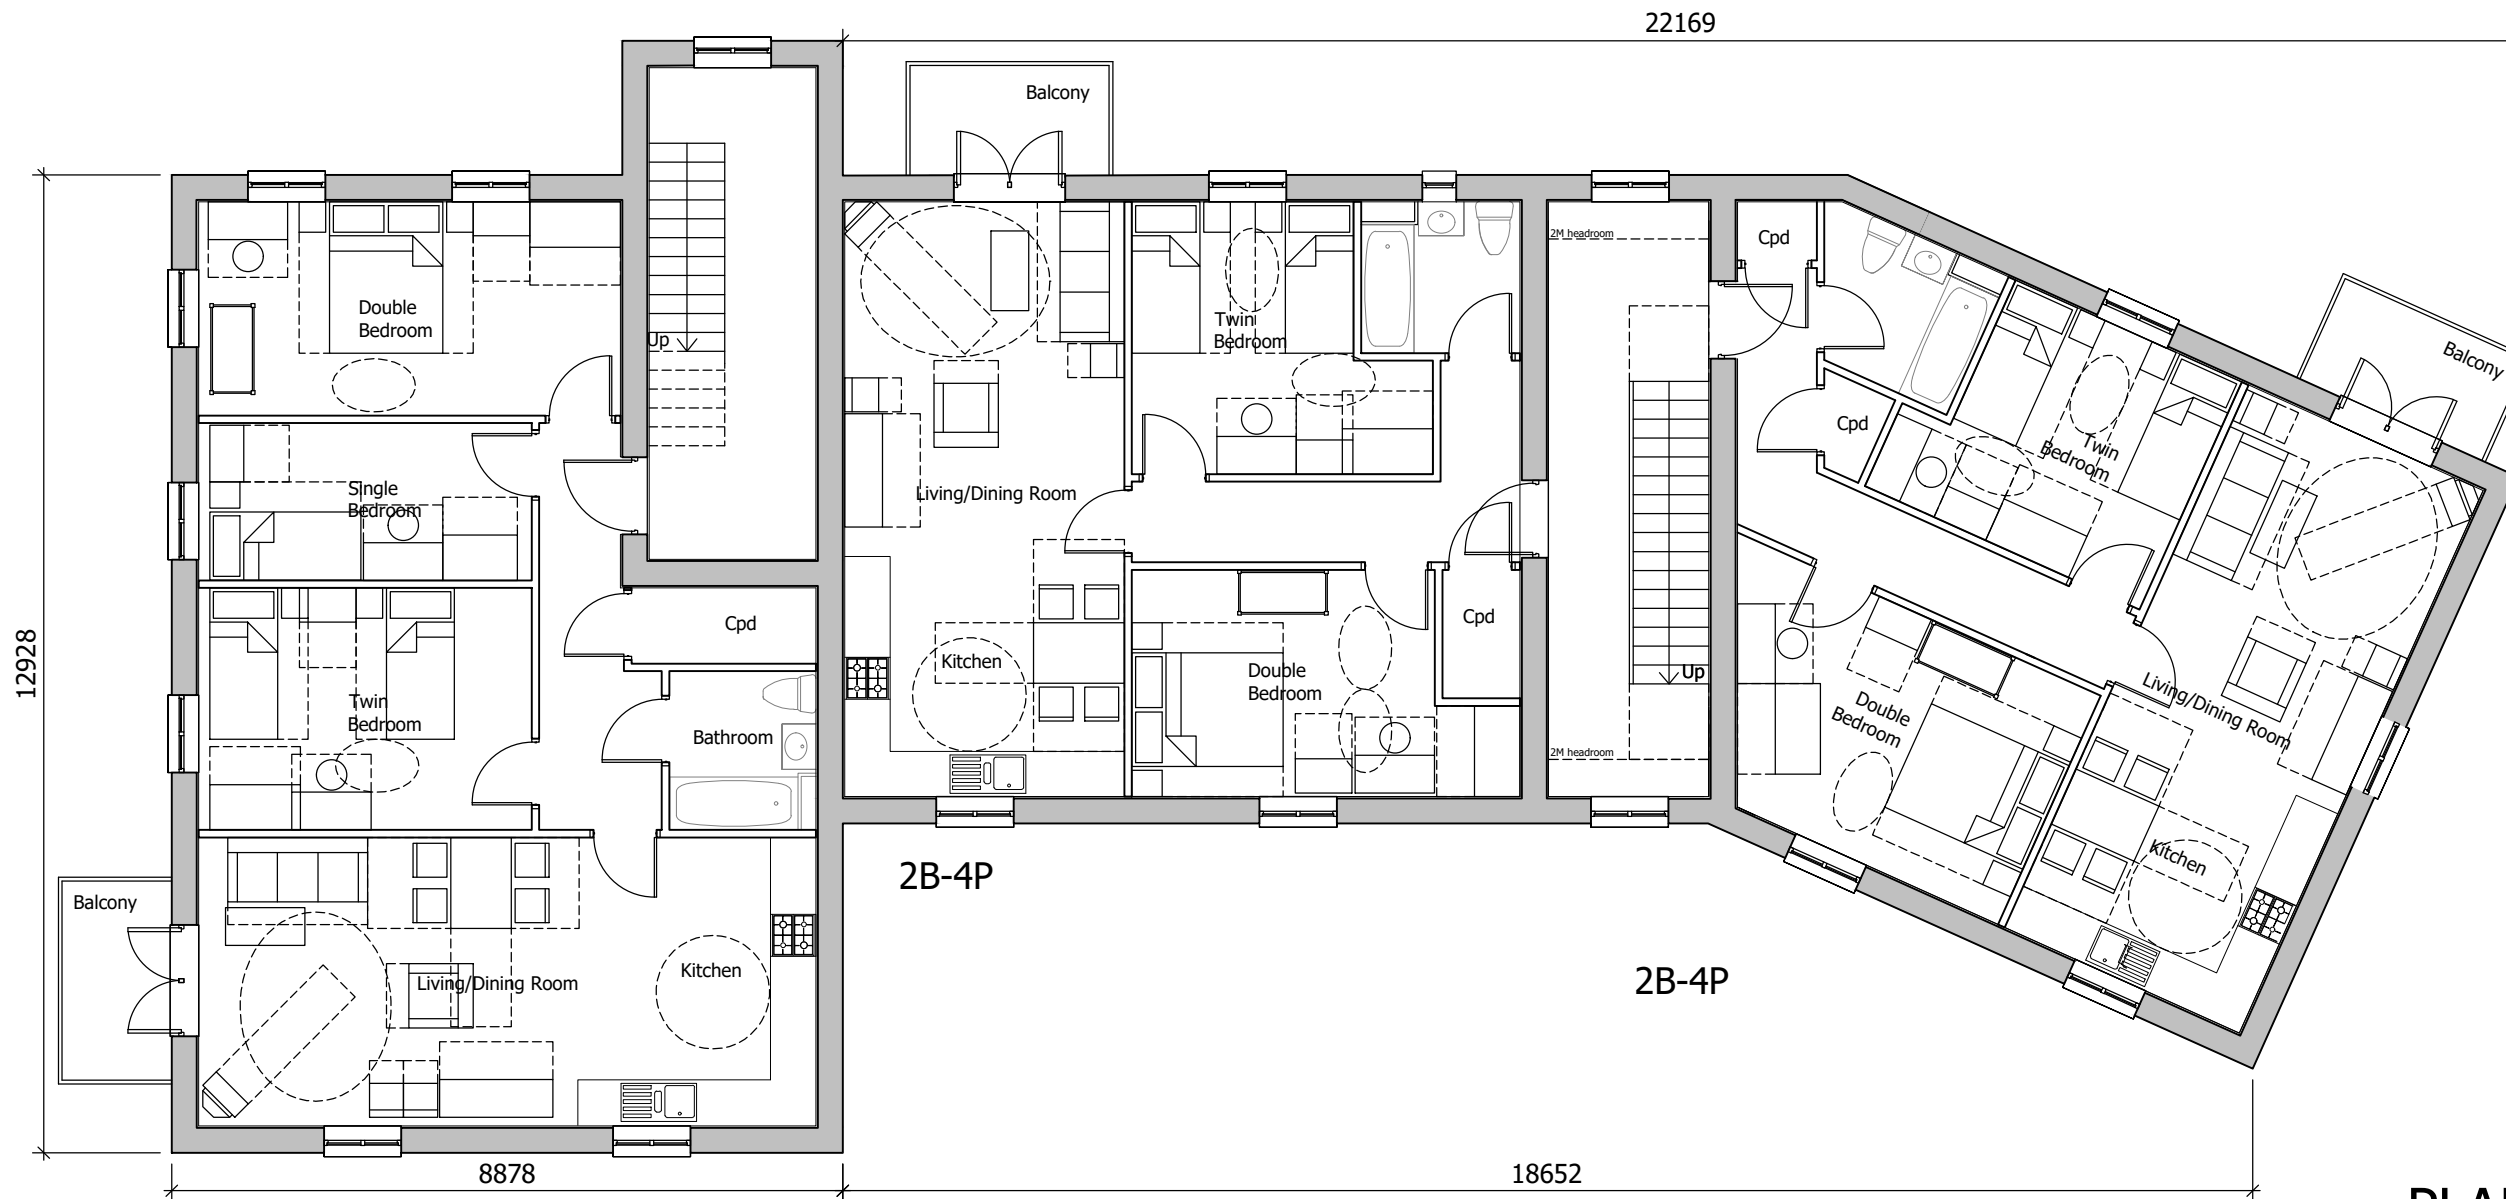 22169
Balcony
2M headroom
Cpd
Double
Bedroom
Up
Twin
Bedroom
Balcony
Cpd
Twin
Bedroom
Single
Bedroom
Living/Dining Room
12928
Cpd
Kitchen
Double
Bedroom
Cpd
Up
Living/Dining Room
Double
Bedroom
Twin
Bedroom
Bathroom
2M headroom
Kitchen
2B-4P
Balcony
Living/Dining Room
Kitchen
2B-4P
8878
18652